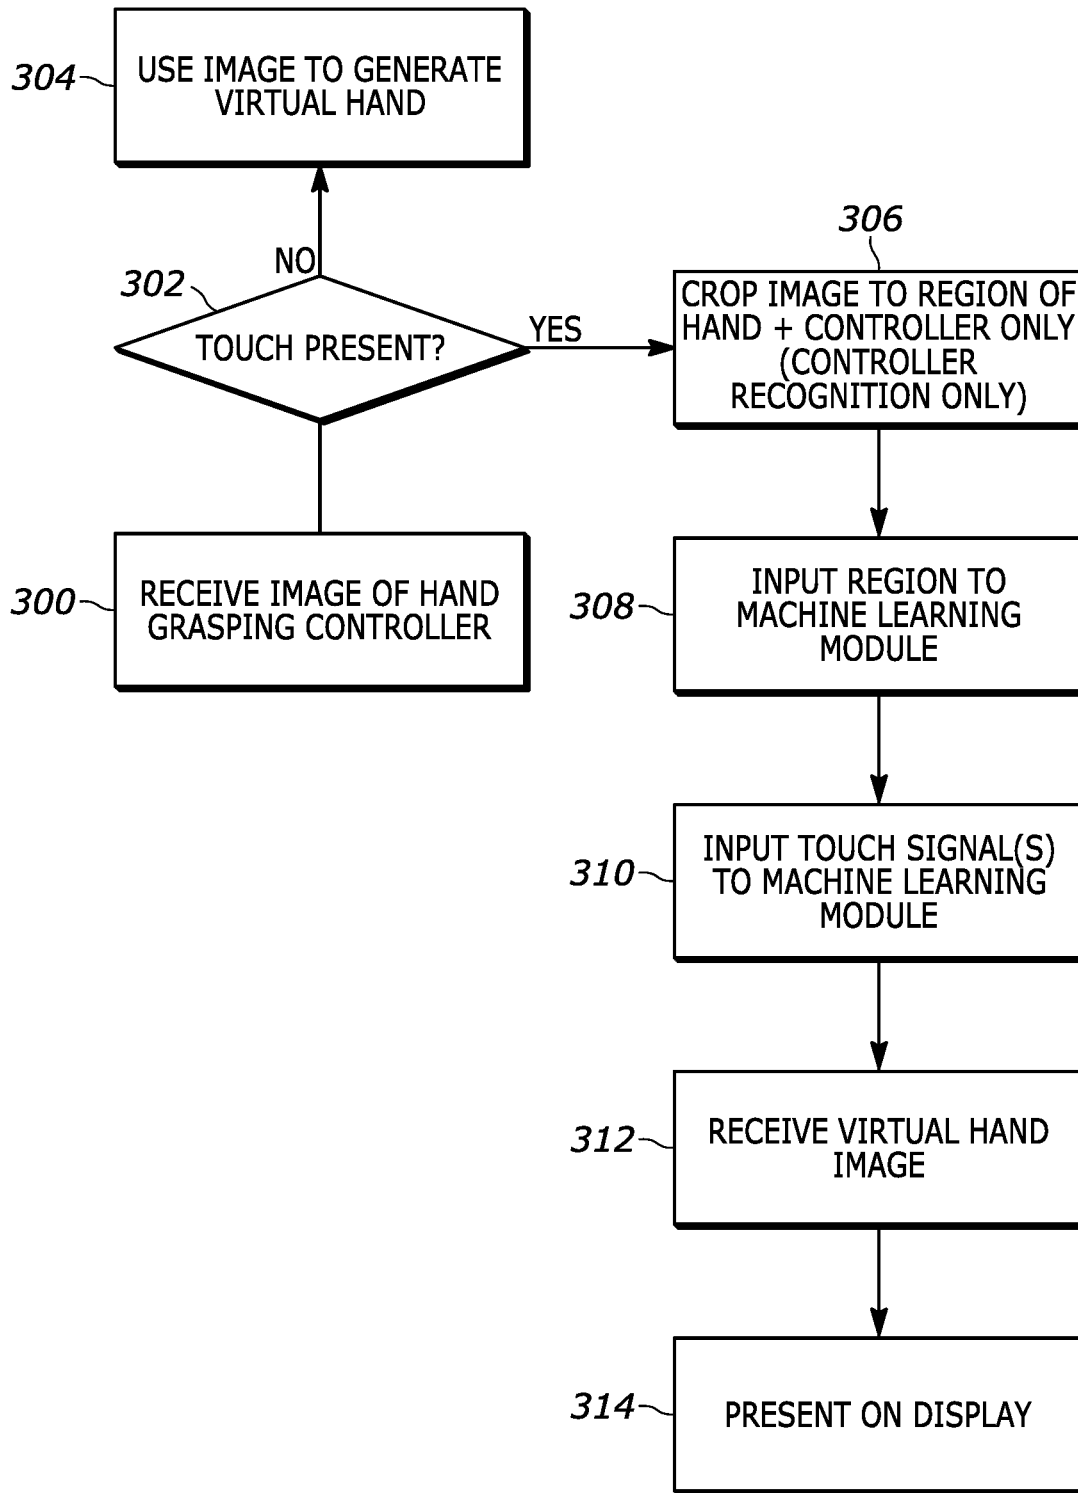 304
USE IMAGE TO GENERATE
VIRTUAL HAND
NO
302
TOUCH PRESENT?
YES
300
RECEIVE IMAGE OF HAND
GRASPING CONTROLLER
306
CROP IMAGE TO REGION OF
HAND + CONTROLLER ONLY
(CONTROLLER
RECOGNITION ONLY)
308
INPUT REGION TO
MACHINE LEARNING
MODULE
310
INPUT TOUCH SIGNAL(S)
TO MACHINE LEARNING
MODULE
312
RECEIVE VIRTUAL HAND
IMAGE
314
PRESENT ON DISPLAY